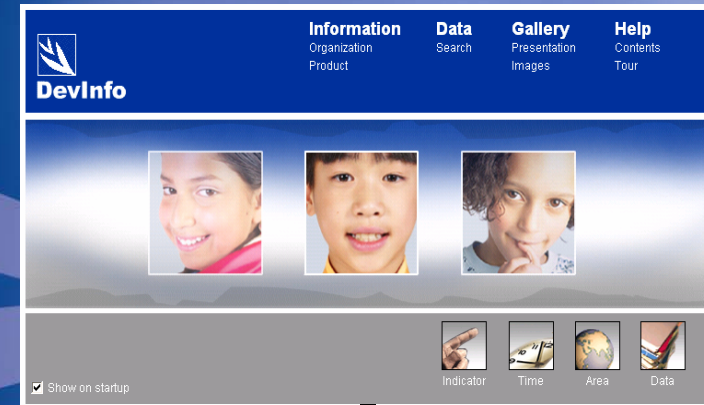 Information Data Gallery Help
Organization Search Presentation Contents
Product Images Tour
DevInfo
Indicator Time Area Data
Show on startup